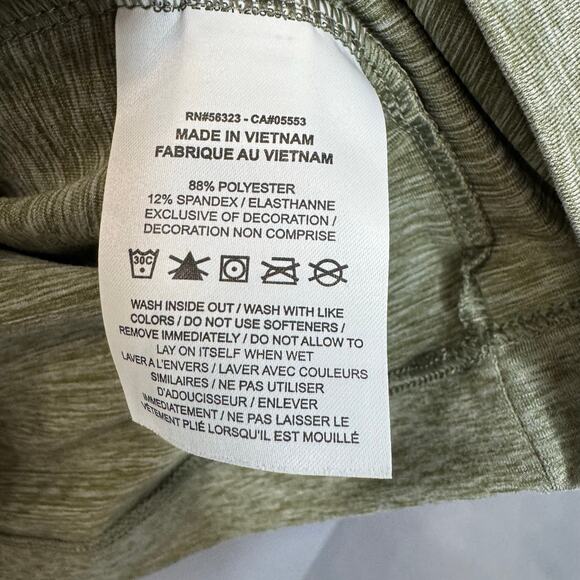 RN#56323 - CA#05553
MADE IN VIETNAM
FABRIQUE AU VIETNAM
88% POLYESTER
12% SPANDEX / ELASTHANNE
EXCLUSIVE OF DECORATION /
DECORATION NON COMPRISE
30C
WASH INSIDE OUT / WASH WITH LIKE
COLORS / DO NOT USE SOFTENERS /
REMOVE IMMEDIATELY / DO NOT ALLOW TO
LAY ON ITSELF WHEN WET
LAVER A L'ENVERS / LAVER AVEC COULEURS
SIMILAIRES / NE PAS UTILISER
D'ADOUCISSEUR / ENLEVER
IMMEDIATEMENT / NE PAS LAISSER LE
VÊTEMENT PLIÉ LORSQU'IL EST MOUILLÉ